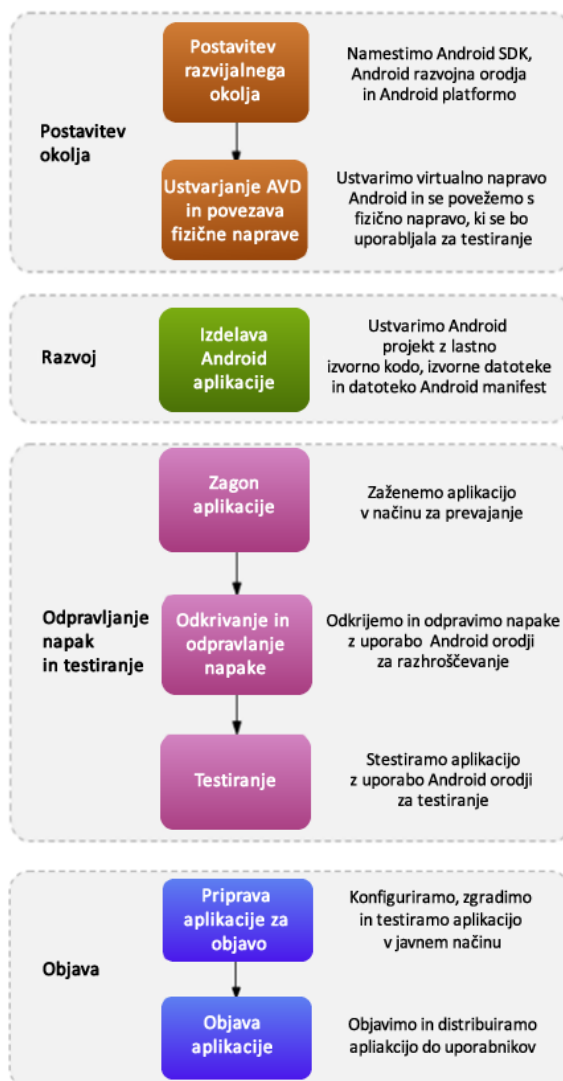 Postavitev
okolja
Postavitev
razvijalnega
okolja
Namestimo Android SDK,
Android razvojna orodja
in Android platformo
Ustvarjanje AVD
in povezava
fizične naprave
Ustvarimo virtualno napravo
Android in se povežemo s
fizično napravo, ki se bo
uporabljala za testiranje
Razvoj
Izdelava
Android
aplikacije
Ustvarimo Android
projekt z lastno
izvorno kodo, izvorne datoteke
in datoteko Android manifest
Odpravljanje
napak
in testiranje
Zagon
aplikacije
Zaženemo aplikacijo
v načinu za prevajanje
Odkrivanje in
odpravlanje
napake
Odkrijemo in odpravimo napake
z uporabo Android orodji
za razhroščevanje
Testiranje
Stestiramo aplikacijo
z uporabo Android orodji
za testiranje
Objava
Priprava
aplikacije za
objavo
Konfiguriramo, zgradimo
in testiramo aplikacijo
v javnem načinu
Objava
aplikacije
Objavimo in distribuiramo
apliakcijo do uporabnikov